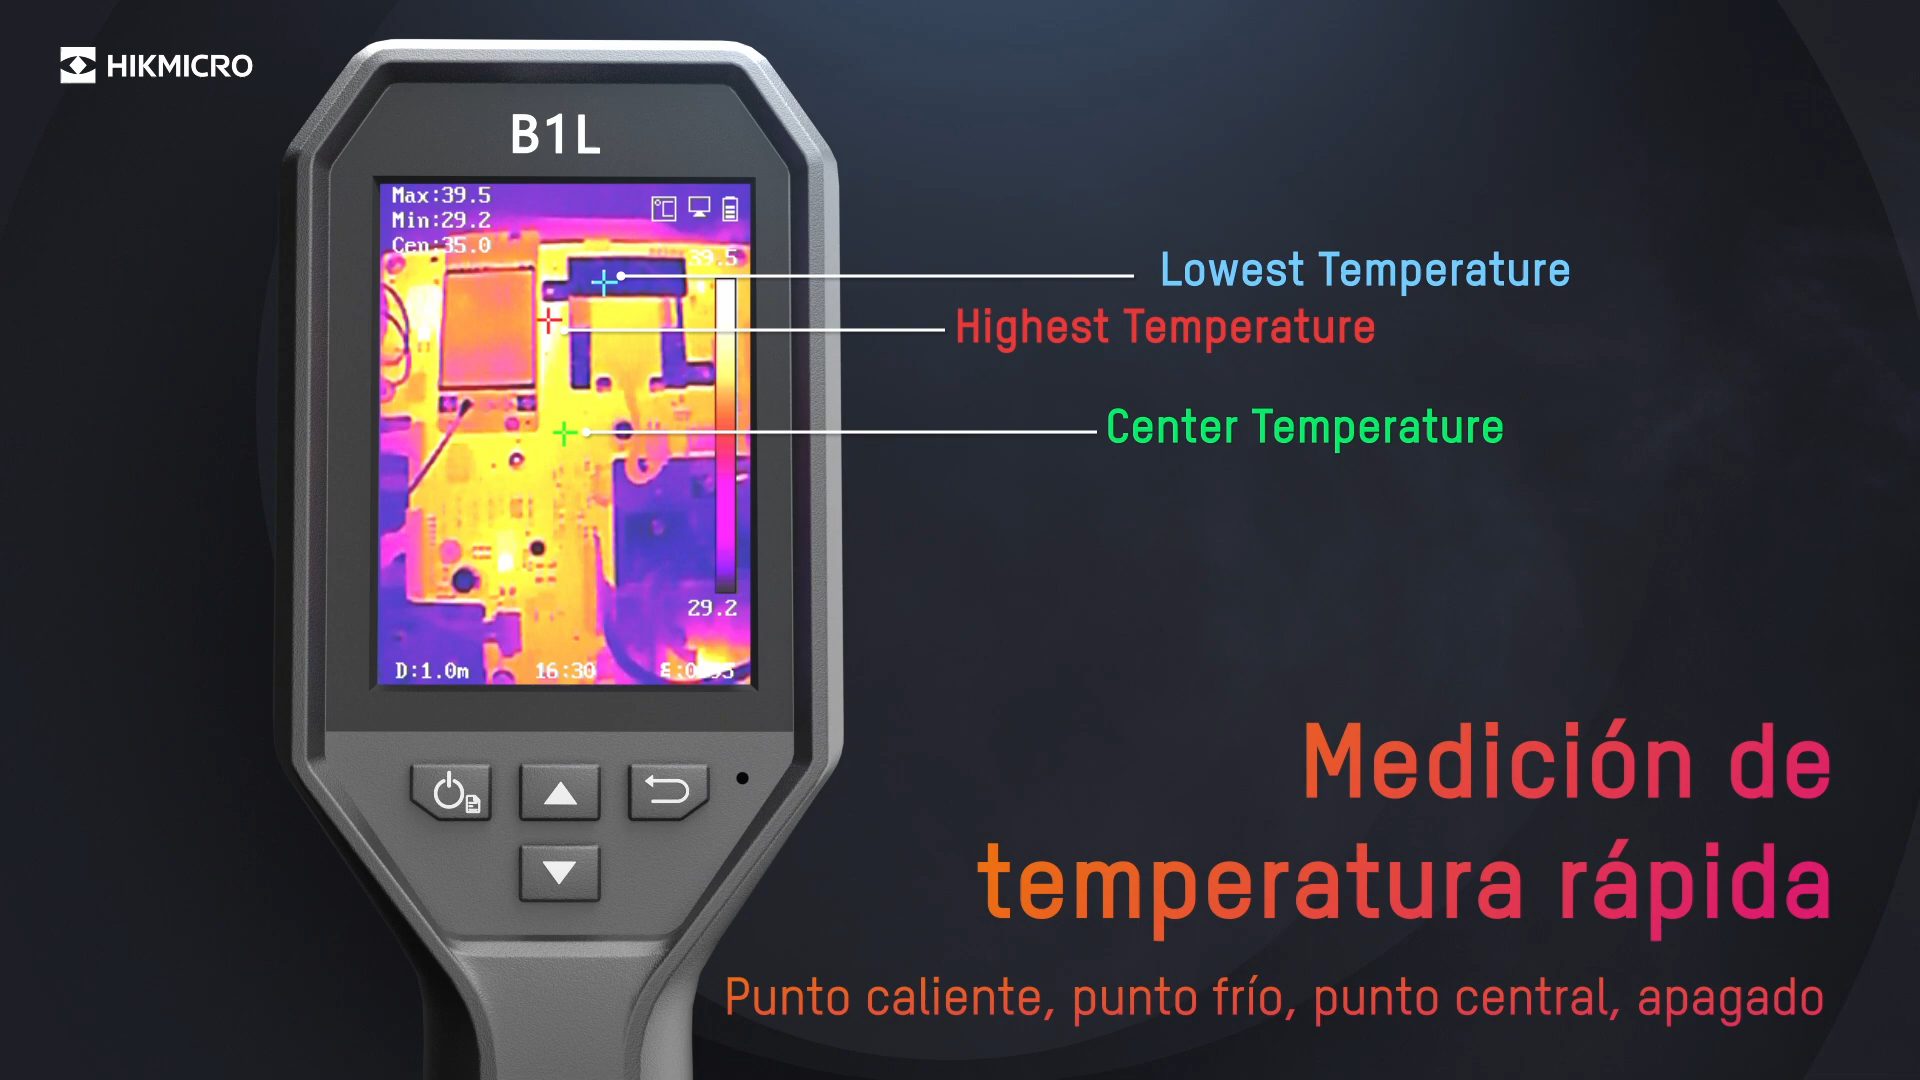 HIKMICRO
B1L
Max:39.5
Min:29.2
Cen:35.0
℃
39.5
Lowest Temperature
Highest Temperature
Center Temperature
29.2
D:1.0m 16:30
Medición de
temperatura rápida
Punto caliente, punto frío, punto central, apagado